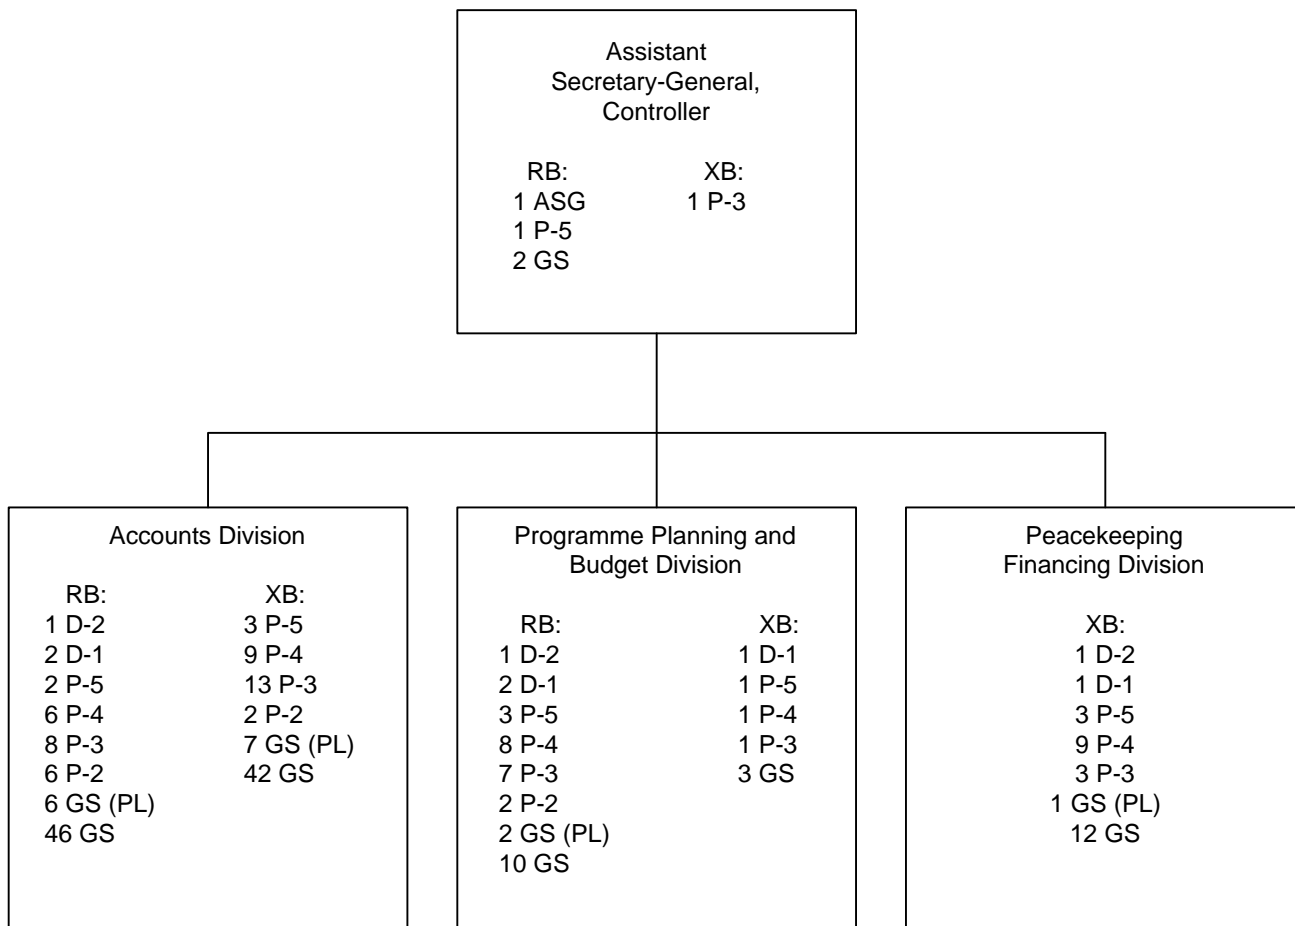 Assistant
Secretary-General,
Controller
RB: XB:
1 ASG 1 P-3
1 P-5
2 GS
Accounts Division
RB: XB:
1 D-2 3 P-5
2 D-1 9 P-4
2 P-5 13 P-3
6 P-4 2 P-2
8 P-3 7 GS (PL)
6 P-2 42 GS
6 GS (PL)
46 GS
Programme Planning and
Budget Division
RB: XB:
1 D-2 1 D-1
2 D-1 1 P-5
3 P-5 1 P-4
8 P-4 1 P-3
7 P-3 3 GS
2 P-2
2 GS (PL)
10 GS
Peacekeeping
Financing Division
XB:
1 D-2
1 D-1
3 P-5
9 P-4
3 P-3
1 GS (PL)
12 GS